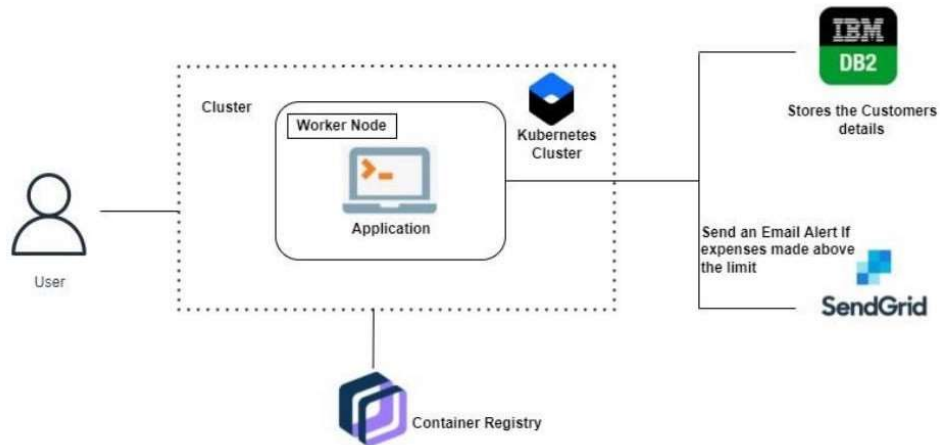 IBM
DB2
Stores the Customers
details
Cluster
Worker Node
Kubernetes
Cluster
Application
User
Send an Email Alert If
expenses made above
the limit
SendGrid
Container Registry